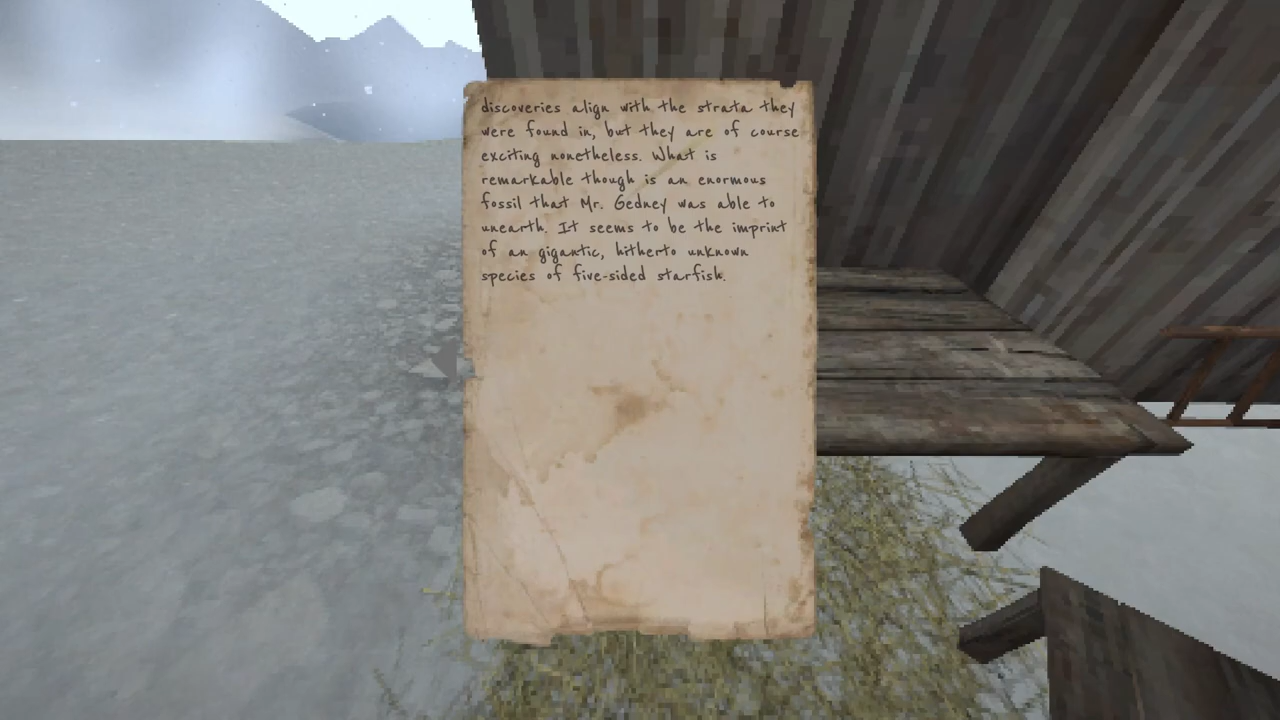 discoveries align with the strata they
were found in, but they are of course
exciting nonetheless. What is
remarkable though is an enormous
fossil that Mr. Gedney was able to
unearth. It seems to be the imprint
of an gigantic, hitherto unknown
species of five-sided starfish.